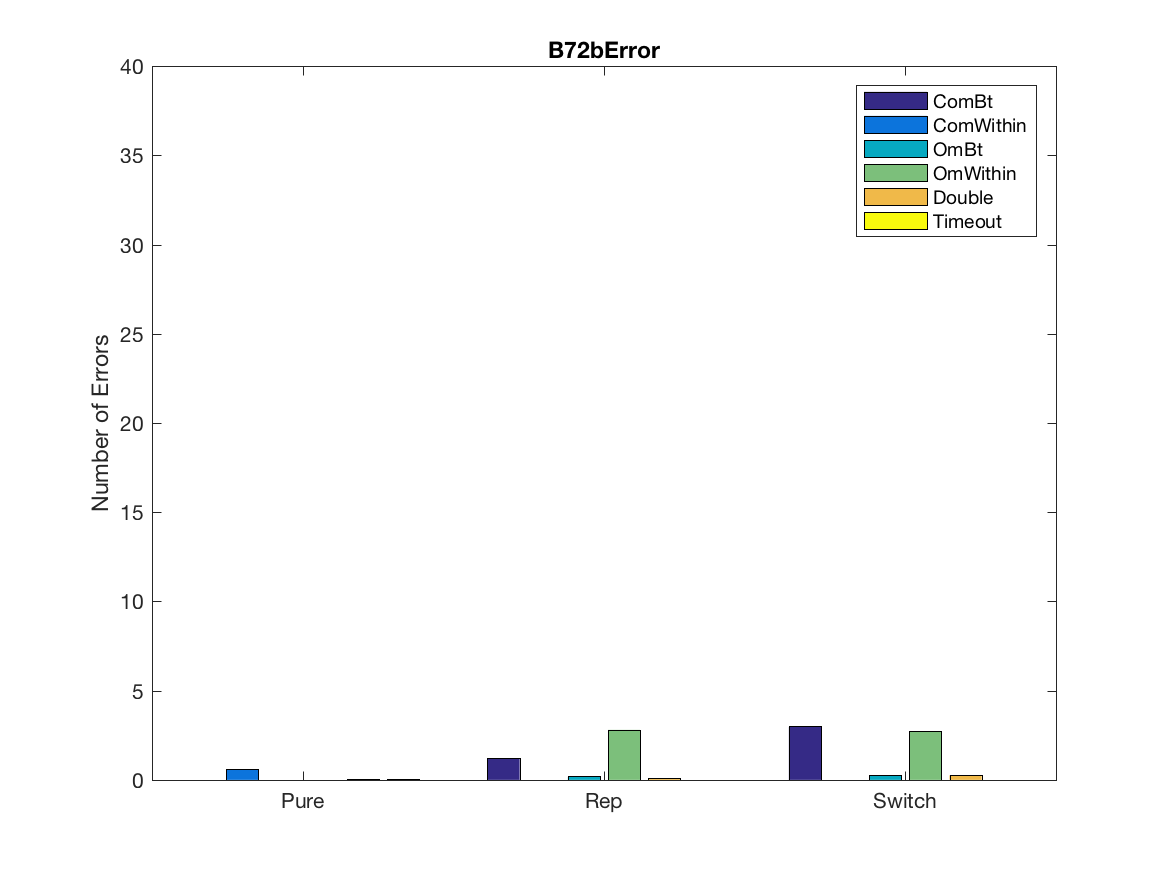 B72bError
40
35
30
25
20
15
10
5
0
Number of Errors
ComBt
ComWithin
OmBt
OmWithin
Double
Timeout
Pure
Rep
Switch